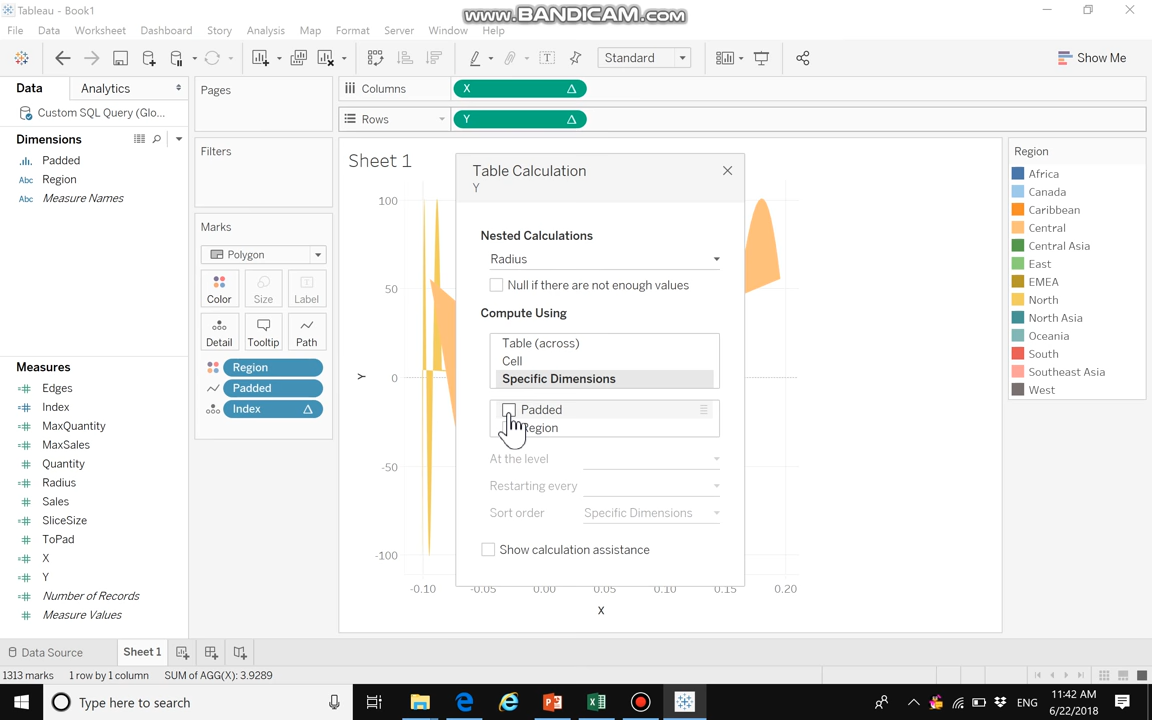 Tableau - Book1
www.BANDICAM.com
File Data Worksheet Dashboard Story Analysis Map Format Server Window Help
Standard
Show Me
Data Analytics
Custom SQL Query (Glo...
Dimensions
Padded
Region
Measure Names
Measures
Edges
Index
MaxQuantity
MaxSales
Quantity
Radius
Sales
SliceSize
ToPad
X
Y
Number of Records
Measure Values
Pages
Filters
Marks
Polygon
Color Size Label
Detail Tooltip Path
Region
Padded
Index
Columns X
Rows Y
Sheet 1
100
50
0
-50
-100
Y
-0.10 -0.05 0.00 0.05 0.10 0.15 0.20
X
Table Calculation
Y
Nested Calculations
Radius
Null if there are not enough values
Compute Using
Table (across)
Cell
Specific Dimensions
Padded
Region
At the level
Restarting every
Sort order Specific Dimensions
Show calculation assistance
Region
Africa
Canada
Caribbean
Central
Central Asia
East
EMEA
North
North Asia
Oceania
South
Southeast Asia
West
Data Source Sheet 1
1313 marks 1 row by 1 column SUM of AGG(X): 3.9289
Type here to search
ENG
11:42 AM
6/22/2018